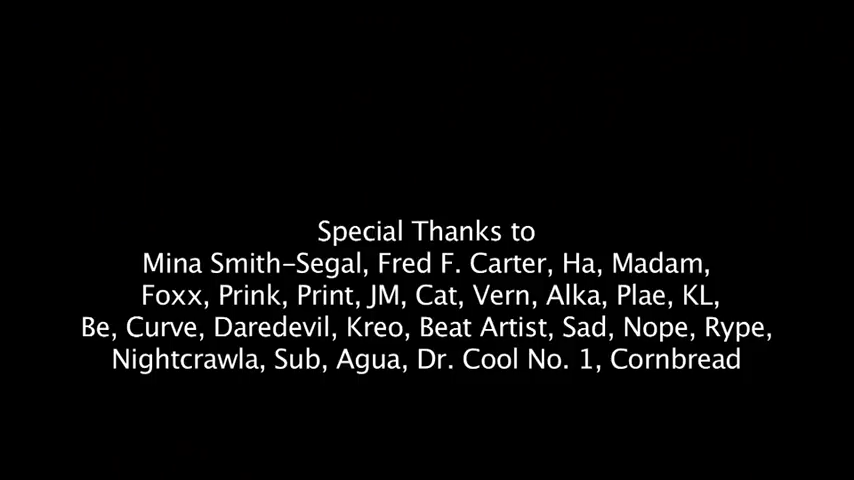 Special Thanks to
Mina Smith-Segal, Fred F. Carter, Ha, Madam,
Foxx, Prink, Print, JM, Cat, Vern, Alka, Plae, KL,
Be, Curve, Daredevil, Kreo, Beat Artist, Sad, Nope, Rype,
Nightcrawla, Sub, Agua, Dr. Cool No. 1, Cornbread